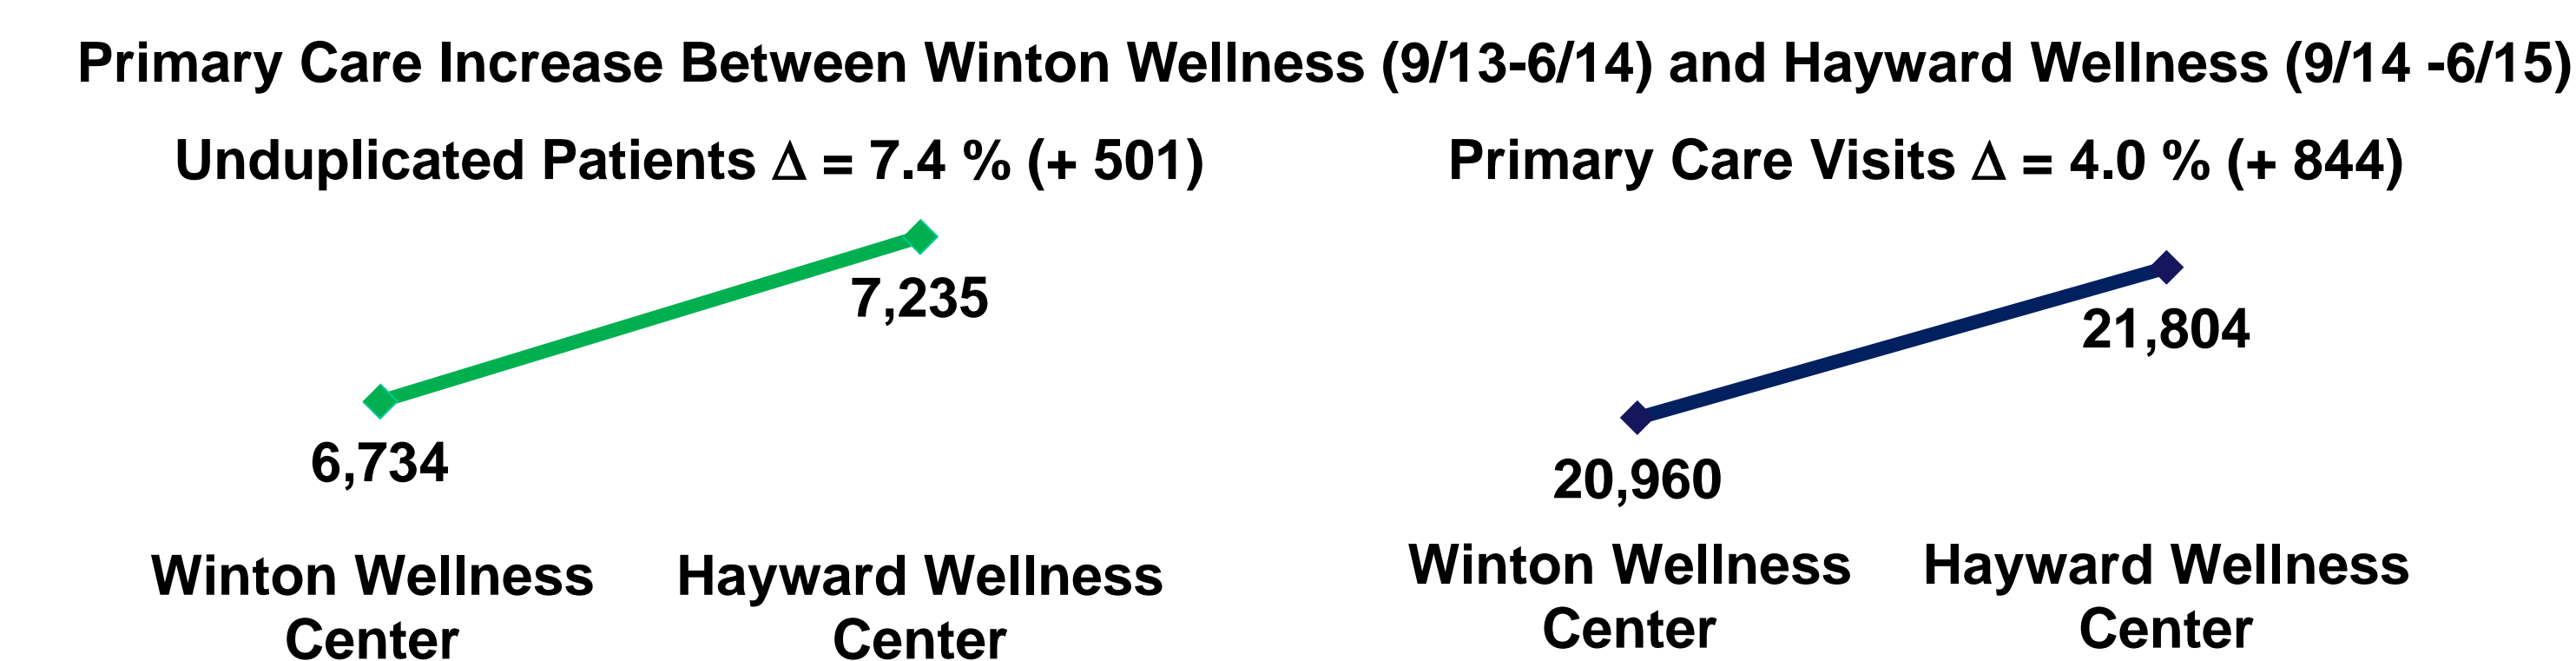 Primary Care Increase Between Winton Wellness (9/13-6/14) and Hayward Wellness (9/14 -6/15)
Unduplicated Patients Δ = 7.4 % (+ 501)
7,235
6,734
Winton Wellness Center
Hayward Wellness Center
Primary Care Visits Δ = 4.0 % (+ 844)
21,804
20,960
Winton Wellness Center
Hayward Wellness Center